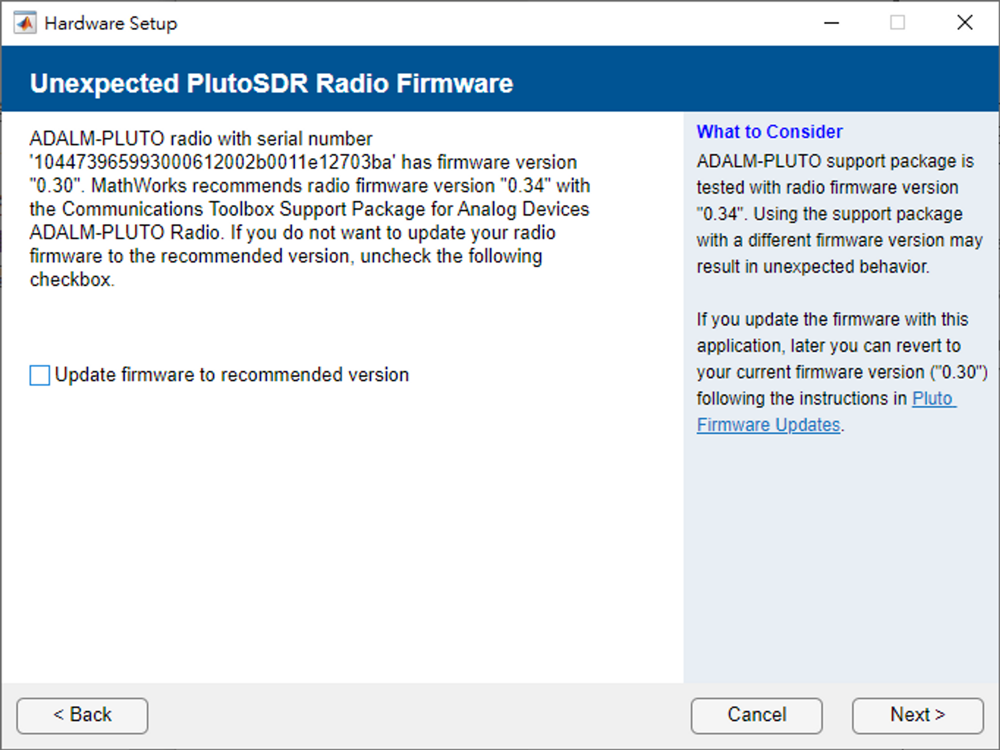 Hardware Setup
Unexpected PlutoSDR Radio Firmware
ADALM-PLUTO radio with serial number
'104473965993000612002b0011e12703ba' has firmware version
"0.30". MathWorks recommends radio firmware version "0.34" with
the Communications Toolbox Support Package for Analog Devices
ADALM-PLUTO Radio. If you do not want to update your radio
firmware to the recommended version, uncheck the following
checkbox.
Update firmware to recommended version
What to Consider
ADALM-PLUTO support package is
tested with radio firmware version
"0.34". Using the support package
with a different firmware version may
result in unexpected behavior.
If you update the firmware with this
application, later you can revert to
your current firmware version ("0.30")
following the instructions in Pluto
Firmware Updates.
< Back
Cancel
Next >